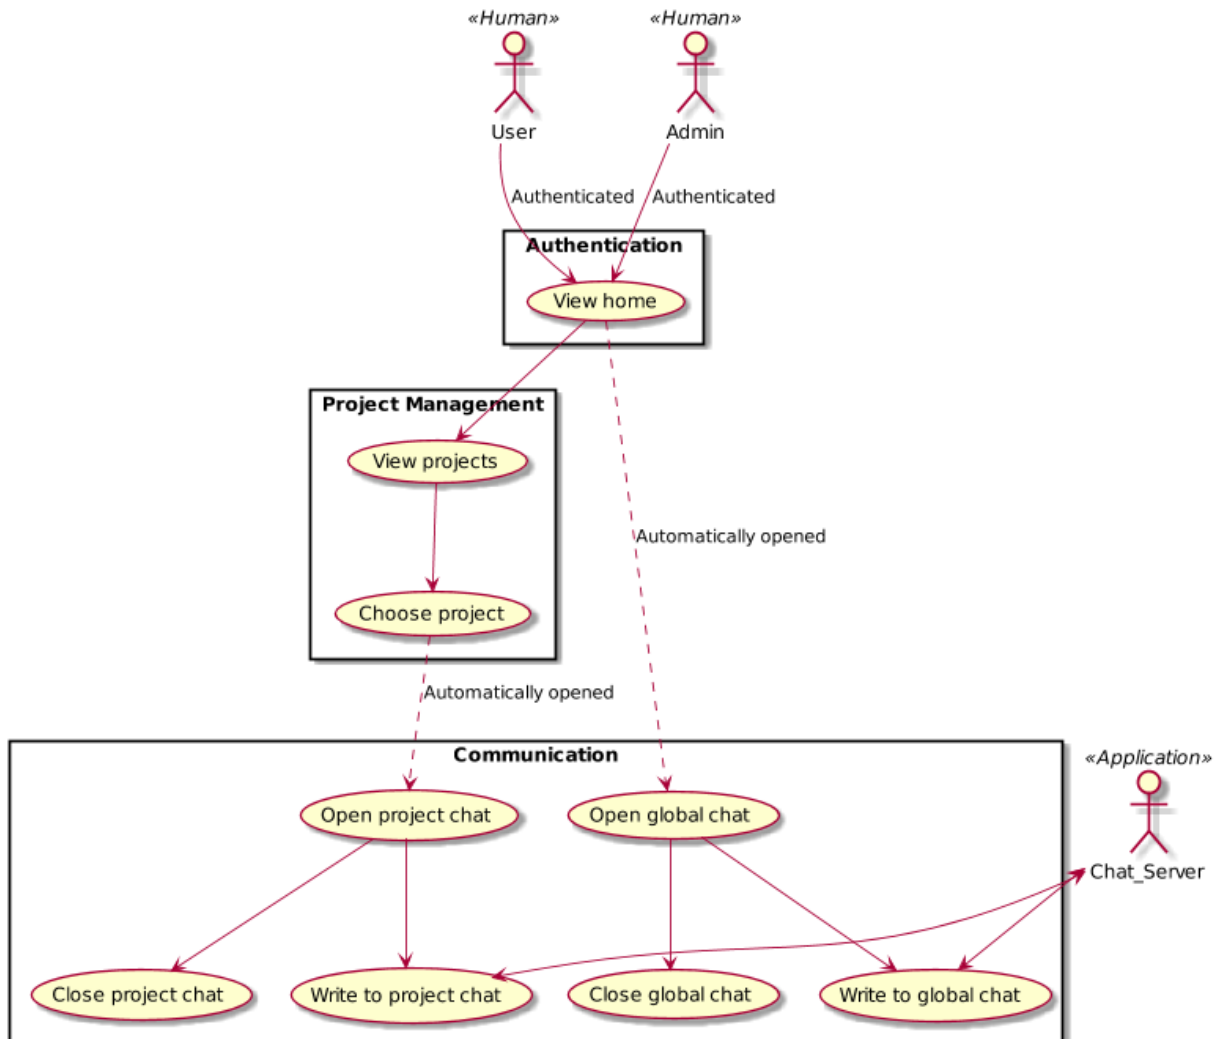 «Human»
«Human»
User
Admin
Authenticated
Authenticated
Authentication
View home
Project Management
View projects
Automatically opened
Choose project
Automatically opened
Communication
«Application»
Open project chat
Open global chat
Chat_Server
Close project chat
Write to project chat
Close global chat
Write to global chat